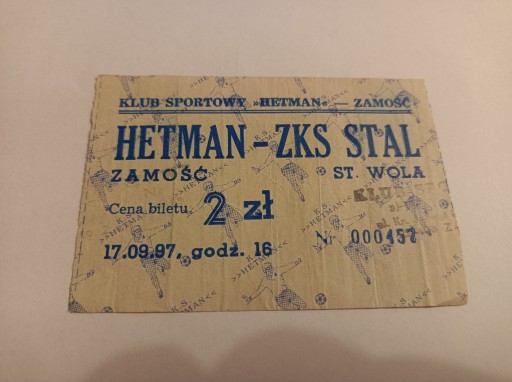 KLUB SPORTOWY »HETMAN« — ZAMOŚĆ
HETMAN – ZKS STAL
ZAMOŚĆ ST. WOLA
Cena biletu 2 zł
17.09.97, godz. 16
Nr 000457
K.S.
>>HETMAN<<